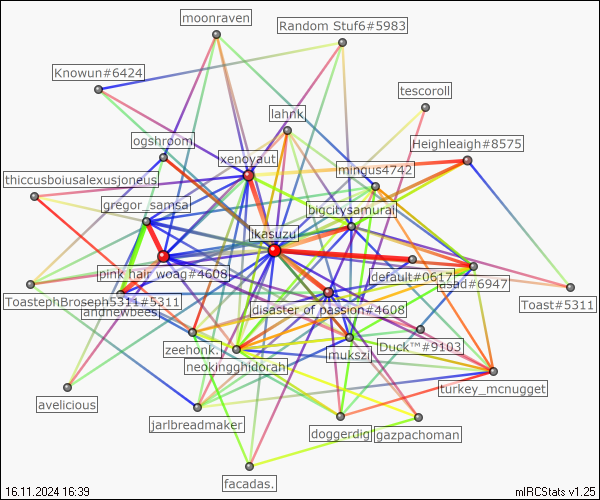 moonraven
Random Stuf6#5983
Knowun#6424
tescoroll
lahnk
ogshroom
Heighleigh#8575
xenoyaut
mingus4742
thiccusboiusalexusjoneus
gregor_samsa
bigcitysamurai
ikasuzu
pink hair woag#4608
default#0617
jasad#6947
ToastephBroseph5311#5311
Toast#5311
andnewbees
disaster of passion#4608
zeehonk.
Duck™#9103
mukszi
neokingghidorah
turkey_mcnugget
avelicious
jarlbreadmaker
doggerdig
gazpachoman
facadas.
16.11.2024 16:39
mIRCStats v1.25